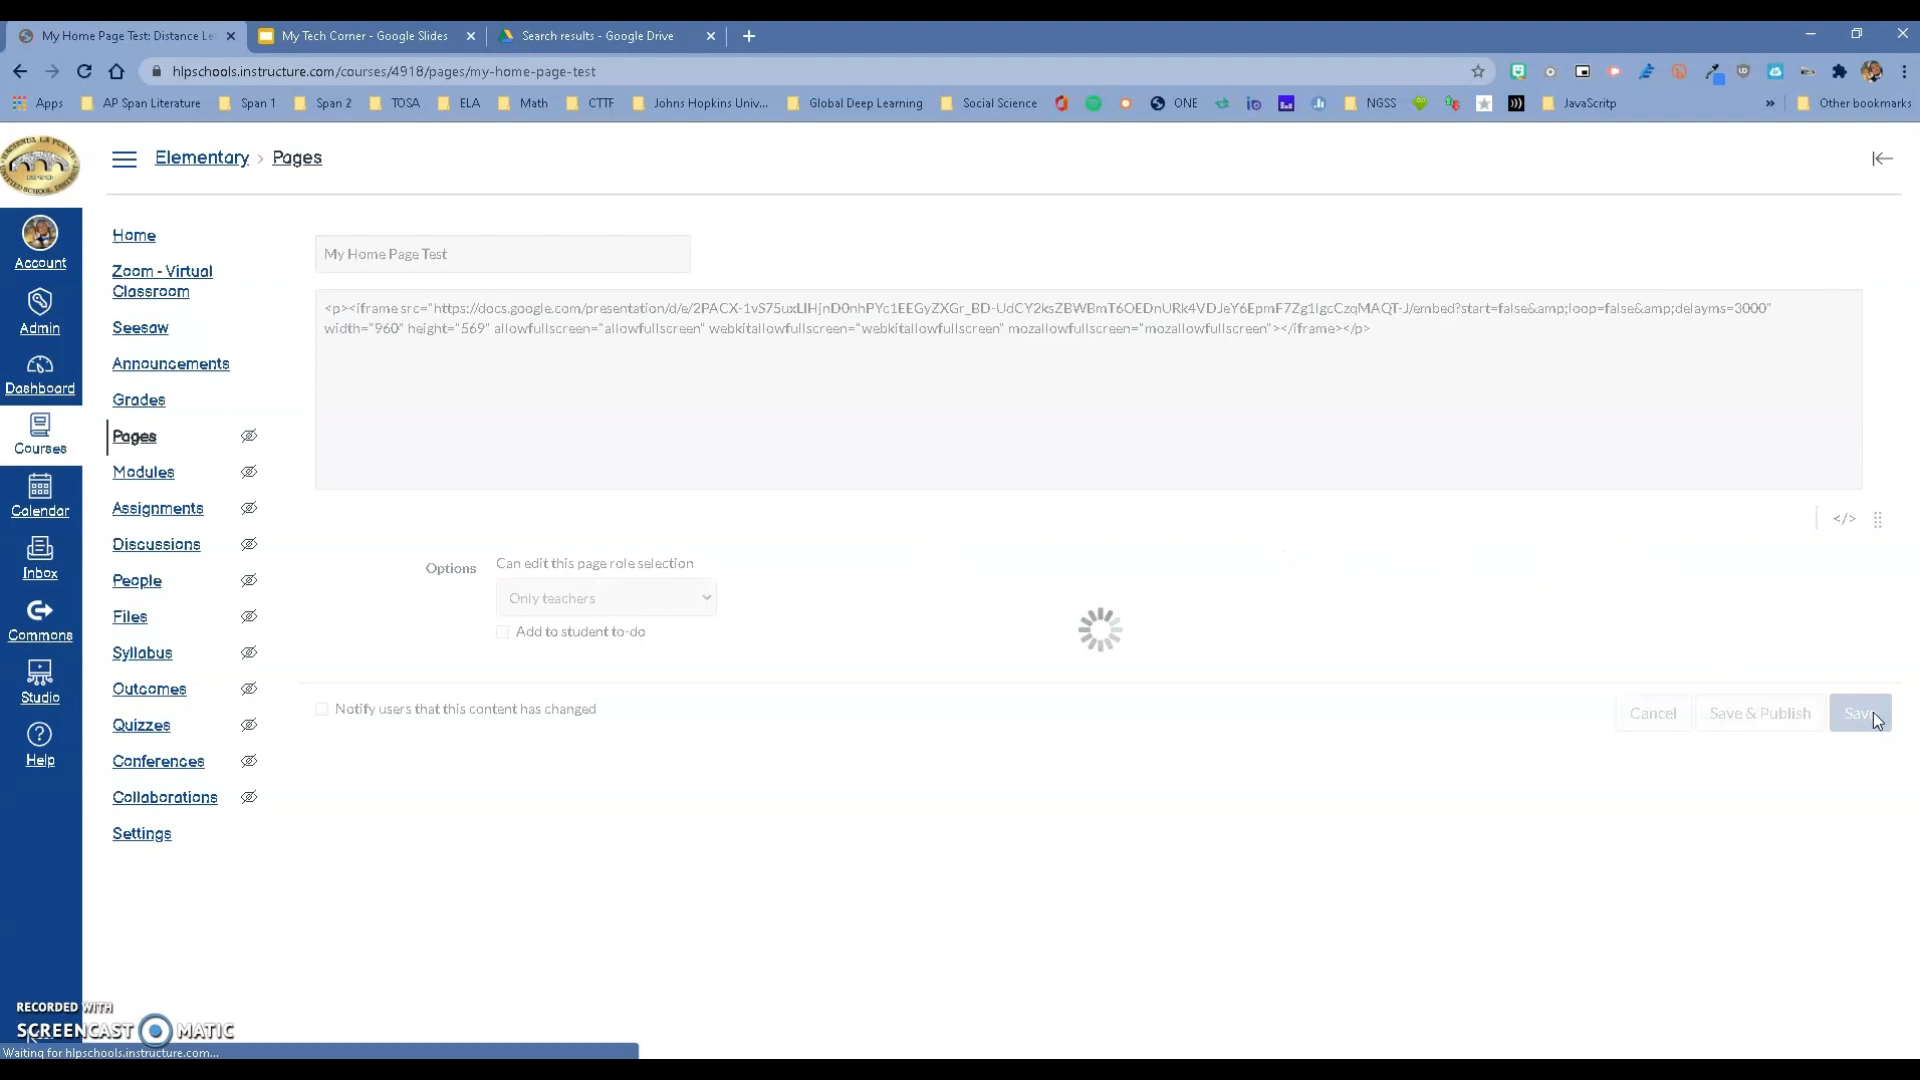 My Home Page Test: Distance Le
My Tech Corner - Google Slides
Search results - Google Drive
hlpschools.instructure.com/courses/4918/pages/my-home-page-test
Apps
AP Span Literature
Span 1
Span 2
TOSA
ELA
Math
CTTF
Johns Hopkins Univ...
Global Deep Learning
Social Science
ONE
NGSS
JavaScritp
»
Other bookmarks
Elementary › Pages
Account
Admin
Dashboard
Courses
Calendar
Inbox
Commons
Studio
Help
Home
Zoom - Virtual
Classroom
Seesaw
Announcements
Grades
Pages
Modules
Assignments
Discussions
People
Files
Syllabus
Outcomes
Quizzes
Conferences
Collaborations
Settings
My Home Page Test
<p><iframe src="https://docs.google.com/presentation/d/e/2PACX-1vS75uxLIHjnD0nhPYc1EEGyZXGr_BD-UdCY2ksZBWBmT6OEDnURk4VDJeY6EpmF7Zg1IgcCzqMAQT-J/embed?start=false&amp;loop=false&amp;delayms=3000"
width="960" height="569" allowfullscreen="allowfullscreen" webkitallowfullscreen="webkitallowfullscreen" mozallowfullscreen="mozallowfullscreen"></iframe></p>
</>
Options
Can edit this page role selection
Only teachers
Add to student to-do
Notify users that this content has changed
Cancel
Save & Publish
Save
RECORDED WITH
SCREENCAST MATIC
Waiting for hlpschools.instructure.com...